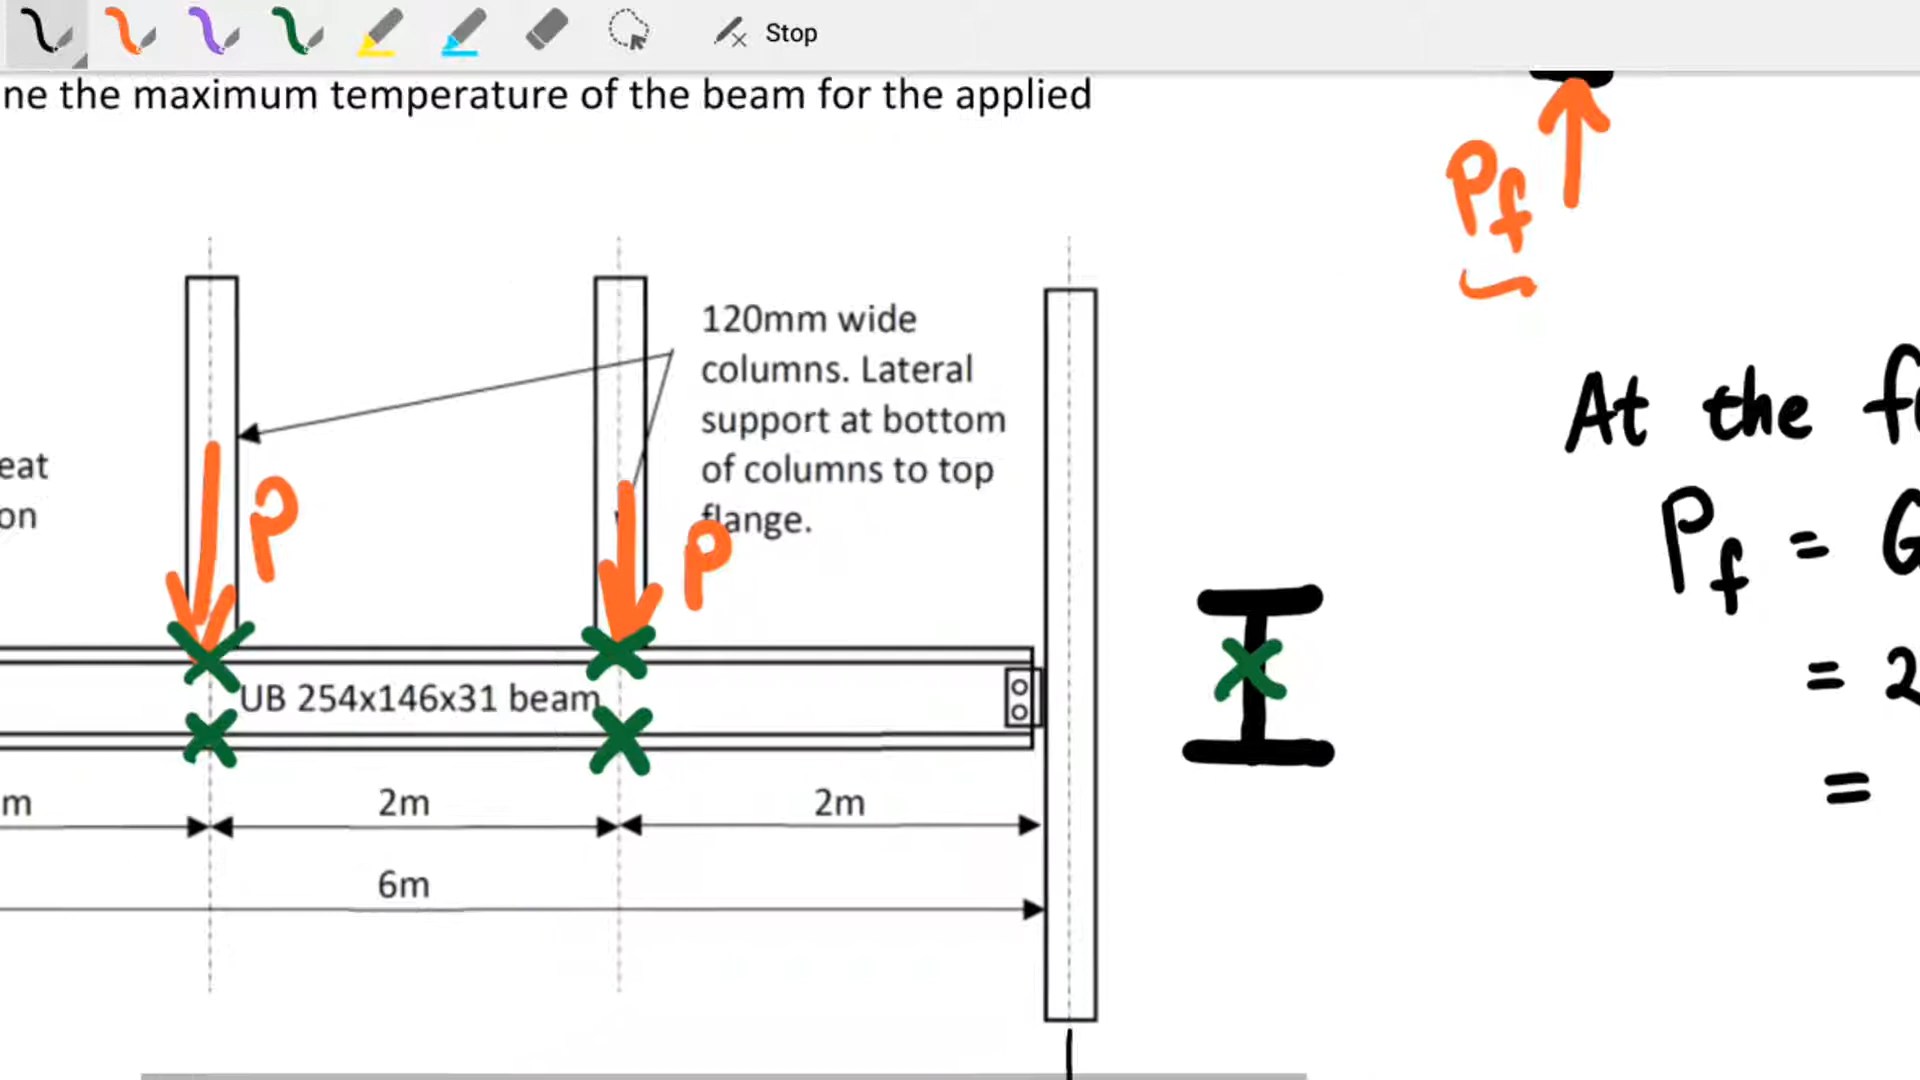 Stop
ne the maximum temperature of the beam for the applied
Pf
120mm wide
columns. Lateral
support at bottom
of columns to top
flange.
eat
on
P
P
At the f
Pf = G
= 2
=
UB 254x146x31 beam
m
2m
2m
6m